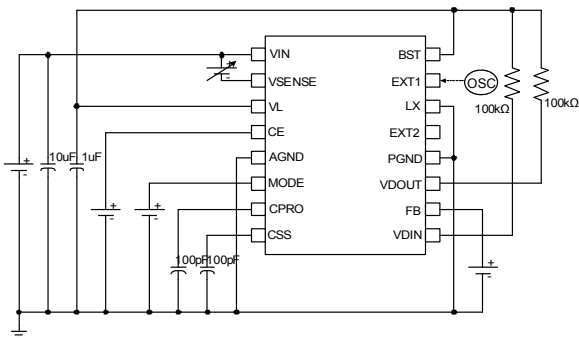 VIN
VSENSE
VL
CE
AGND
MODE
CPRO
CSS
BST
EXT1
LX
EXT2
PGND
VDOUT
FB
VDIN
OSC
100kΩ
100kΩ
10uF
1uF
100pF
100pF
+
-
+
-
+
-
+
-
+
-